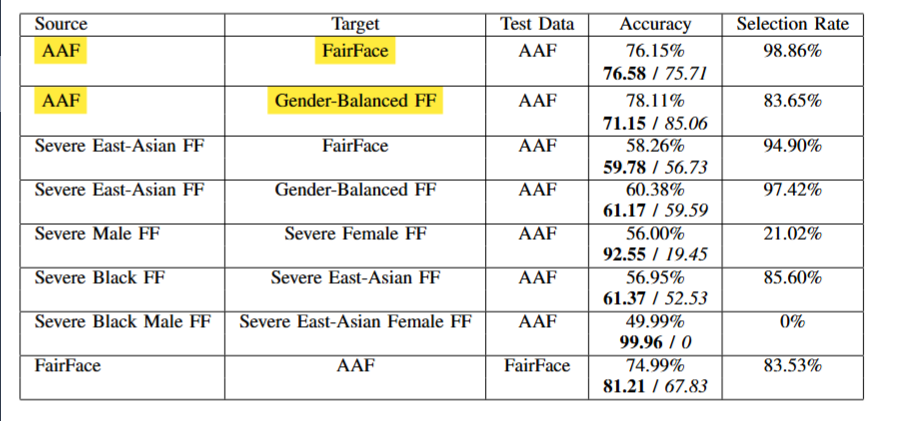 Source Target Test Data Accuracy Selection Rate
AAF FairFace AAF 76.15% 98.86%
76.58 / 75.71
AAF Gender-Balanced FF AAF 78.11% 83.65%
71.15 / 85.06
Severe East-Asian FF FairFace AAF 58.26% 94.90%
59.78 / 56.73
Severe East-Asian FF Gender-Balanced FF AAF 60.38% 97.42%
61.17 / 59.59
Severe Male FF Severe Female FF AAF 56.00% 21.02%
92.55 / 19.45
Severe Black FF Severe East-Asian FF AAF 56.95% 85.60%
61.37 / 52.53
Severe Black Male FF Severe East-Asian Female FF AAF 49.99% 0%
99.96 / 0
FairFace AAF FairFace 74.99% 83.53%
81.21 / 67.83